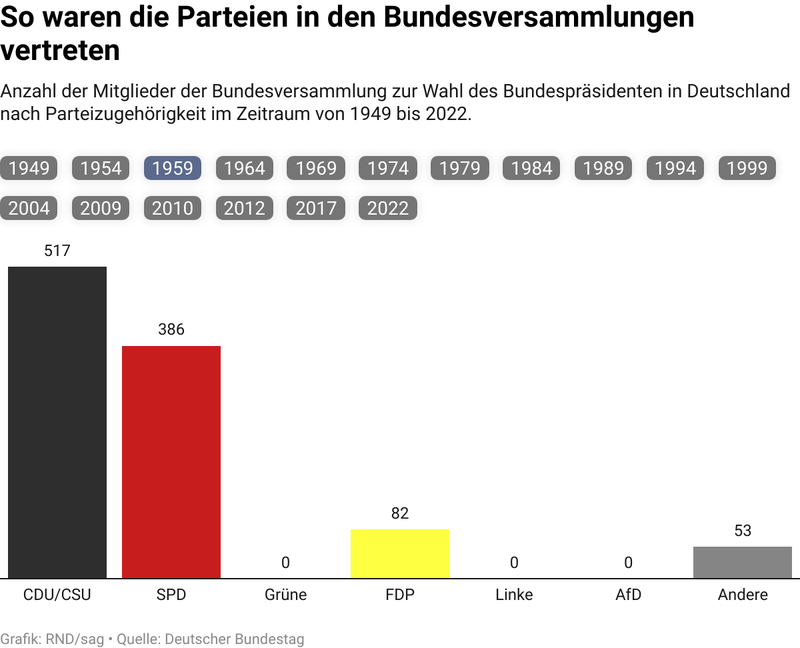 So waren die Parteien in den Bundesversammlungen
vertreten
Anzahl der Mitglieder der Bundesversammlung zur Wahl des Bundespräsidenten in Deutschland
nach Parteizugehörigkeit im Zeitraum von 1949 bis 2022.
1949 1954 1959 1964 1969 1974 1979 1984 1989 1994 1999
2004 2009 2010 2012 2017 2022
517
386
82
53
0 0 0
CDU/CSU SPD Grüne FDP Linke AfD Andere
Grafik: RND/sag • Quelle: Deutscher Bundestag